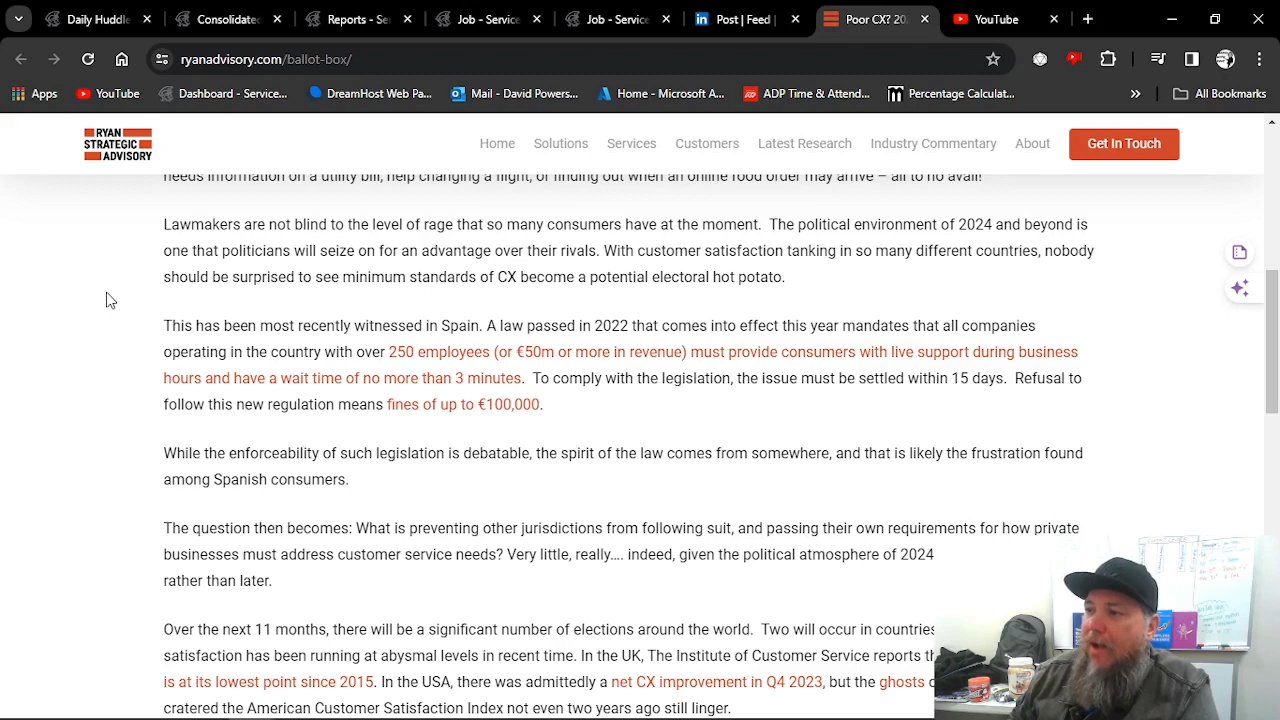 Daily Huddl
Consolidate
Reports - Se
Job - Service
Job - Service
Post | Feed |
Poor CX? 20
YouTube
ryanadvisory.com/ballot-box/
Apps
YouTube
Dashboard - Service...
DreamHost Web Pa...
Mail - David Powers...
Home - Microsoft A...
ADP Time & Attend...
Percentage Calculat...
»
All Bookmarks
RYAN
STRATEGIC
ADVISORY
Home
Solutions
Services
Customers
Latest Research
Industry Commentary
About
Get In Touch
needs information on a utility bill, help changing a flight, or finding out when an online food order may arrive – all to no avail!
Lawmakers are not blind to the level of rage that so many consumers have at the moment. The political environment of 2024 and beyond is
one that politicians will seize on for an advantage over their rivals. With customer satisfaction tanking in so many different countries, nobody
should be surprised to see minimum standards of CX become a potential electoral hot potato.
This has been most recently witnessed in Spain. A law passed in 2022 that comes into effect this year mandates that all companies
operating in the country with over 250 employees (or €50m or more in revenue) must provide consumers with live support during business
hours and have a wait time of no more than 3 minutes. To comply with the legislation, the issue must be settled within 15 days. Refusal to
follow this new regulation means fines of up to €100,000.
While the enforceability of such legislation is debatable, the spirit of the law comes from somewhere, and that is likely the frustration found
among Spanish consumers.
The question then becomes: What is preventing other jurisdictions from following suit, and passing their own requirements for how private
businesses must address customer service needs? Very little, really…. indeed, given the political atmosphere of 2024
rather than later.
Over the next 11 months, there will be a significant number of elections around the world. Two will occur in countries
satisfaction has been running at abysmal levels in recent time. In the UK, The Institute of Customer Service reports th
is at its lowest point since 2015. In the USA, there was admittedly a net CX improvement in Q4 2023, but the ghosts
cratered the American Customer Satisfaction Index not even two years ago still linger.